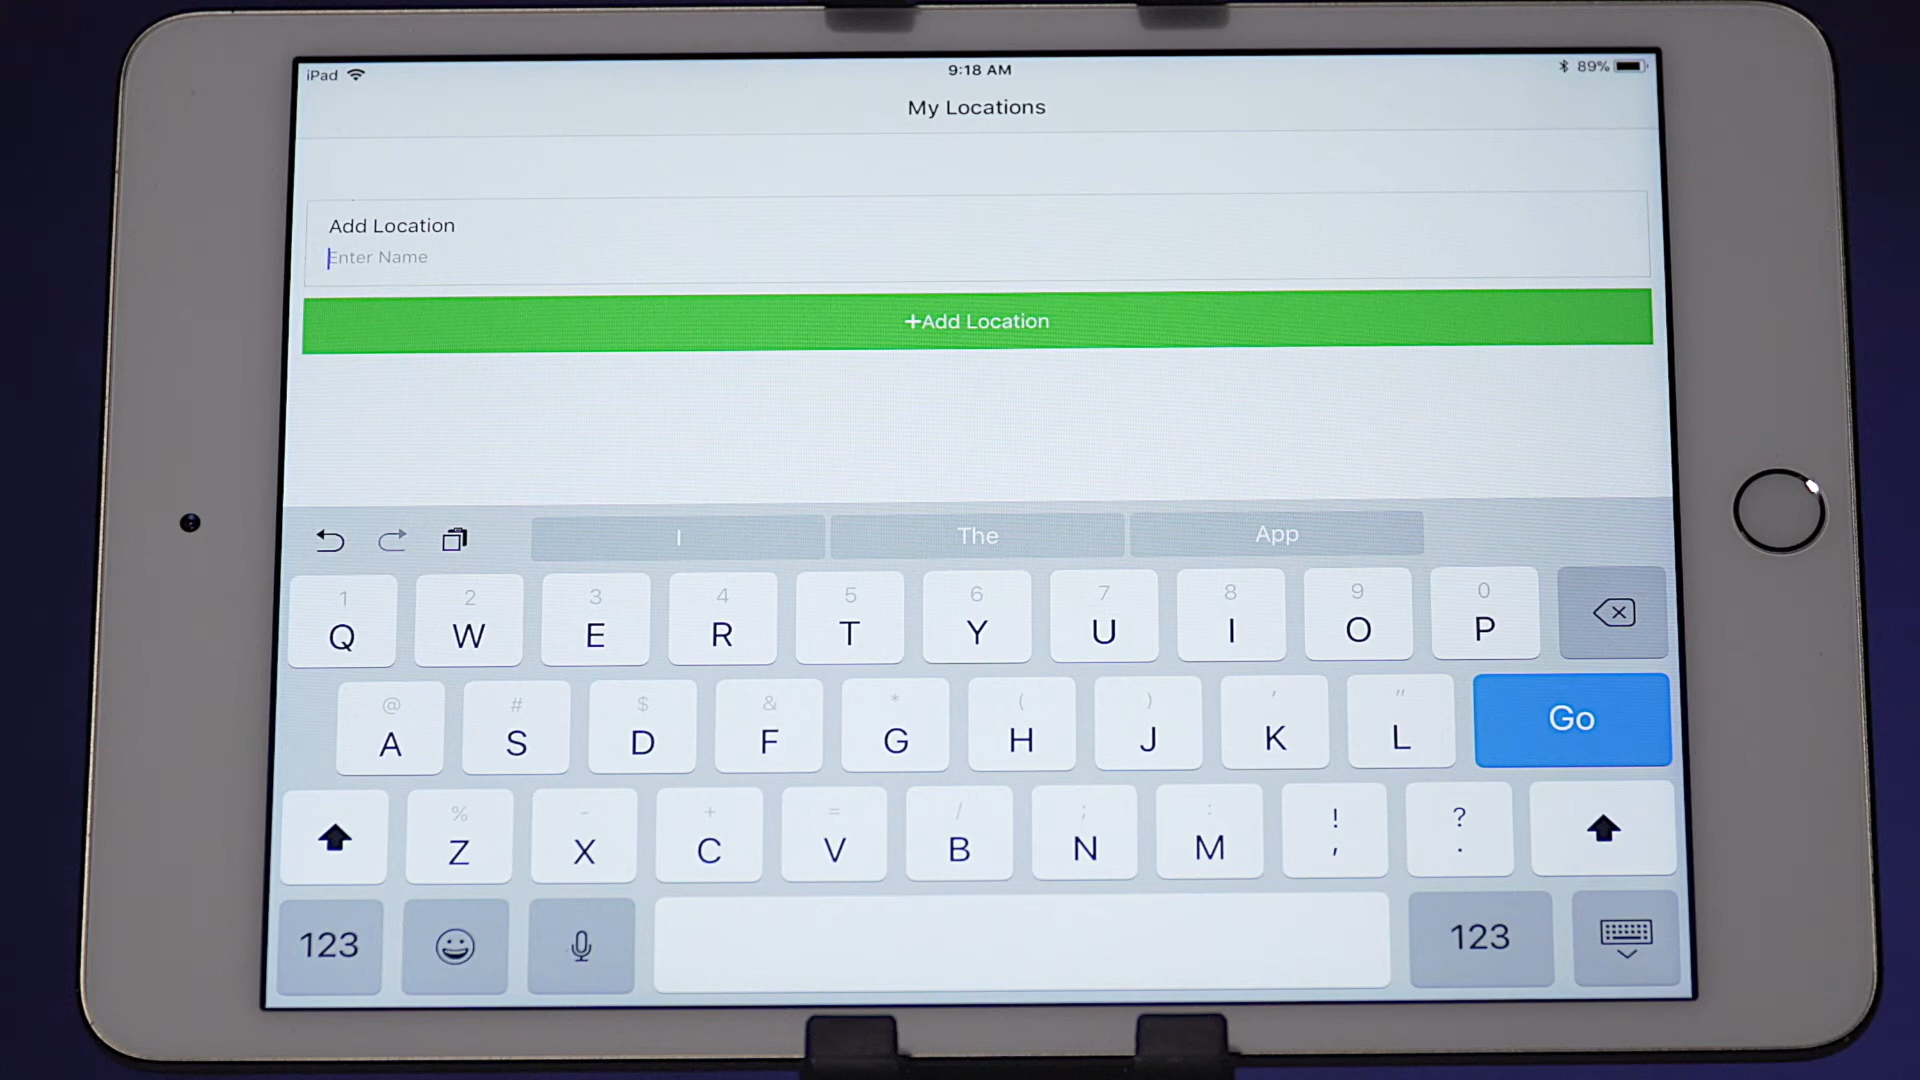 iPad 9:18 AM 89%
My Locations
Add Location
Enter Name
+Add Location
I The App
1 2 3 4 5 6 7 8 9 0
Q W E R T Y U I O P
@ # $ & * ( ) ' "
A S D F G H J K L Go
% - + = / ; : ! ?
Z X C V B N M , .
123 123